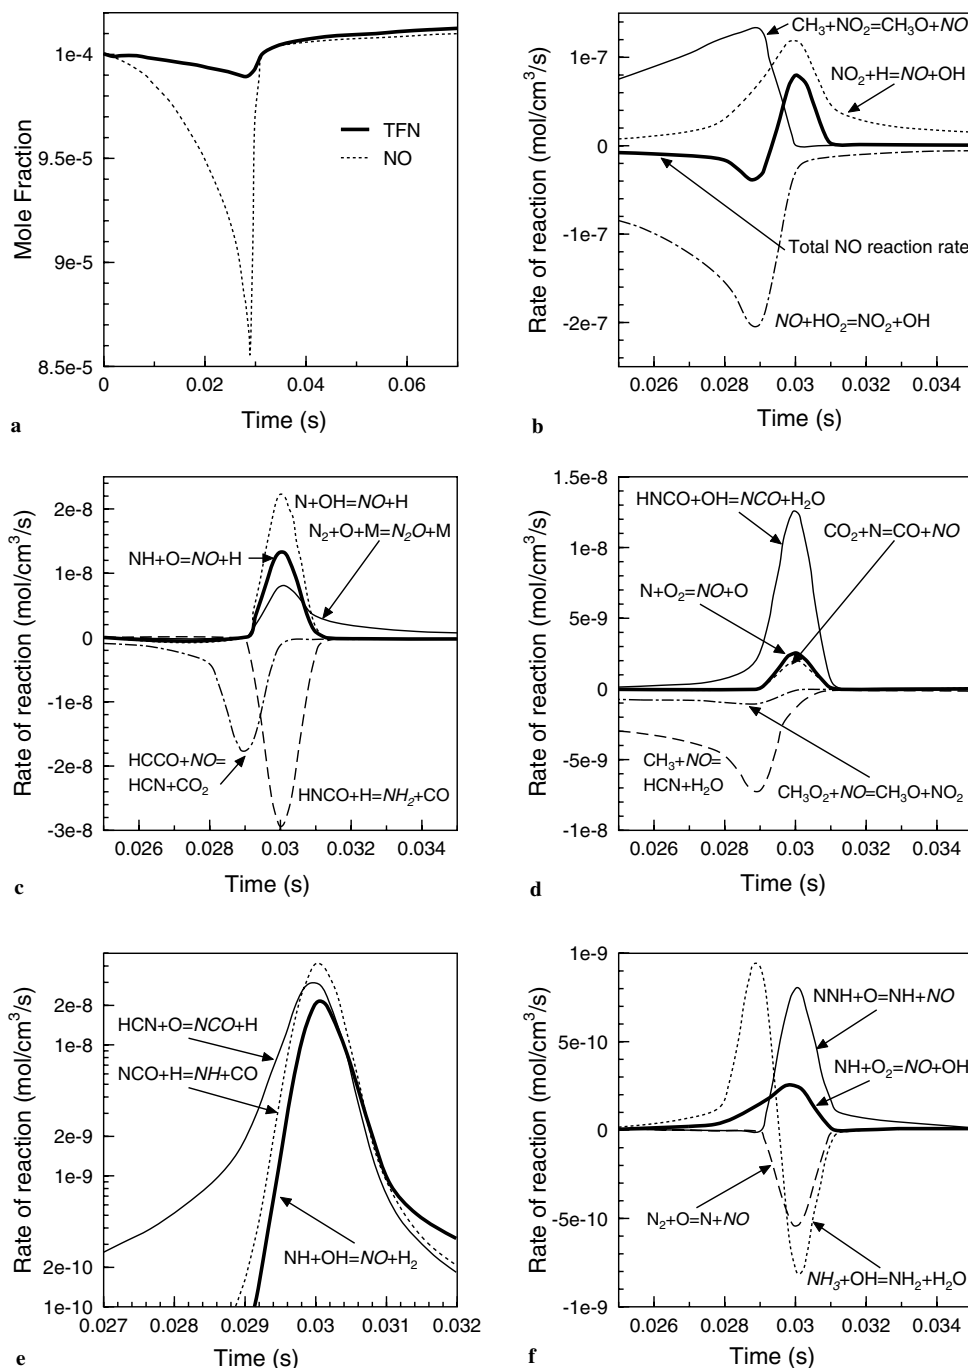 1e-4
9.5e-5
9e-5
8.5e-5
Mole Fraction
TFN
NO
0 0.02 0.04 0.06
Time (s)
a
1e-7
0
-1e-7
-2e-7
Rate of reaction (mol/cm³/s)
CH₃+NO₂=CH₃O+NO
NO₂+H=NO+OH
Total NO reaction rate
NO+HO₂=NO₂+OH
0.026 0.028 0.03 0.032 0.034
Time (s)
b
2e-8
1e-8
0
-1e-8
-2e-8
-3e-8
Rate of reaction (mol/cm³/s)
N+OH=NO+H
N₂+O+M=N₂O+M
NH+O=NO+H
HCCO+NO=
HCN+CO₂
HNCO+H=NH₂+CO
0.026 0.028 0.03 0.032 0.034
Time (s)
c
1.5e-8
1e-8
5e-9
0
-5e-9
-1e-8
Rate of reaction (mol/cm³/s)
HNCO+OH=NCO+H₂O
CO₂+N=CO+NO
N+O₂=NO+O
CH₃+NO=
HCN+H₂O
CH₃O₂+NO=CH₃O+NO₂
0.026 0.028 0.03 0.032 0.034
Time (s)
d
2e-8
1e-8
2e-9
1e-9
2e-10
1e-10
Rate of reaction (mol/cm³/s)
HCN+O=NCO+H
NCO+H=NH+CO
NH+OH=NO+H₂
0.027 0.028 0.029 0.03 0.031 0.032
Time (s)
e
1e-9
5e-10
0
-5e-10
-1e-9
Rate of reaction (mol/cm³/s)
NNH+O=NH+NO
NH+O₂=NO+OH
N₂+O=N+NO
NH₃+OH=NH₂+H₂O
0.026 0.028 0.03 0.032 0.034
Time (s)
f